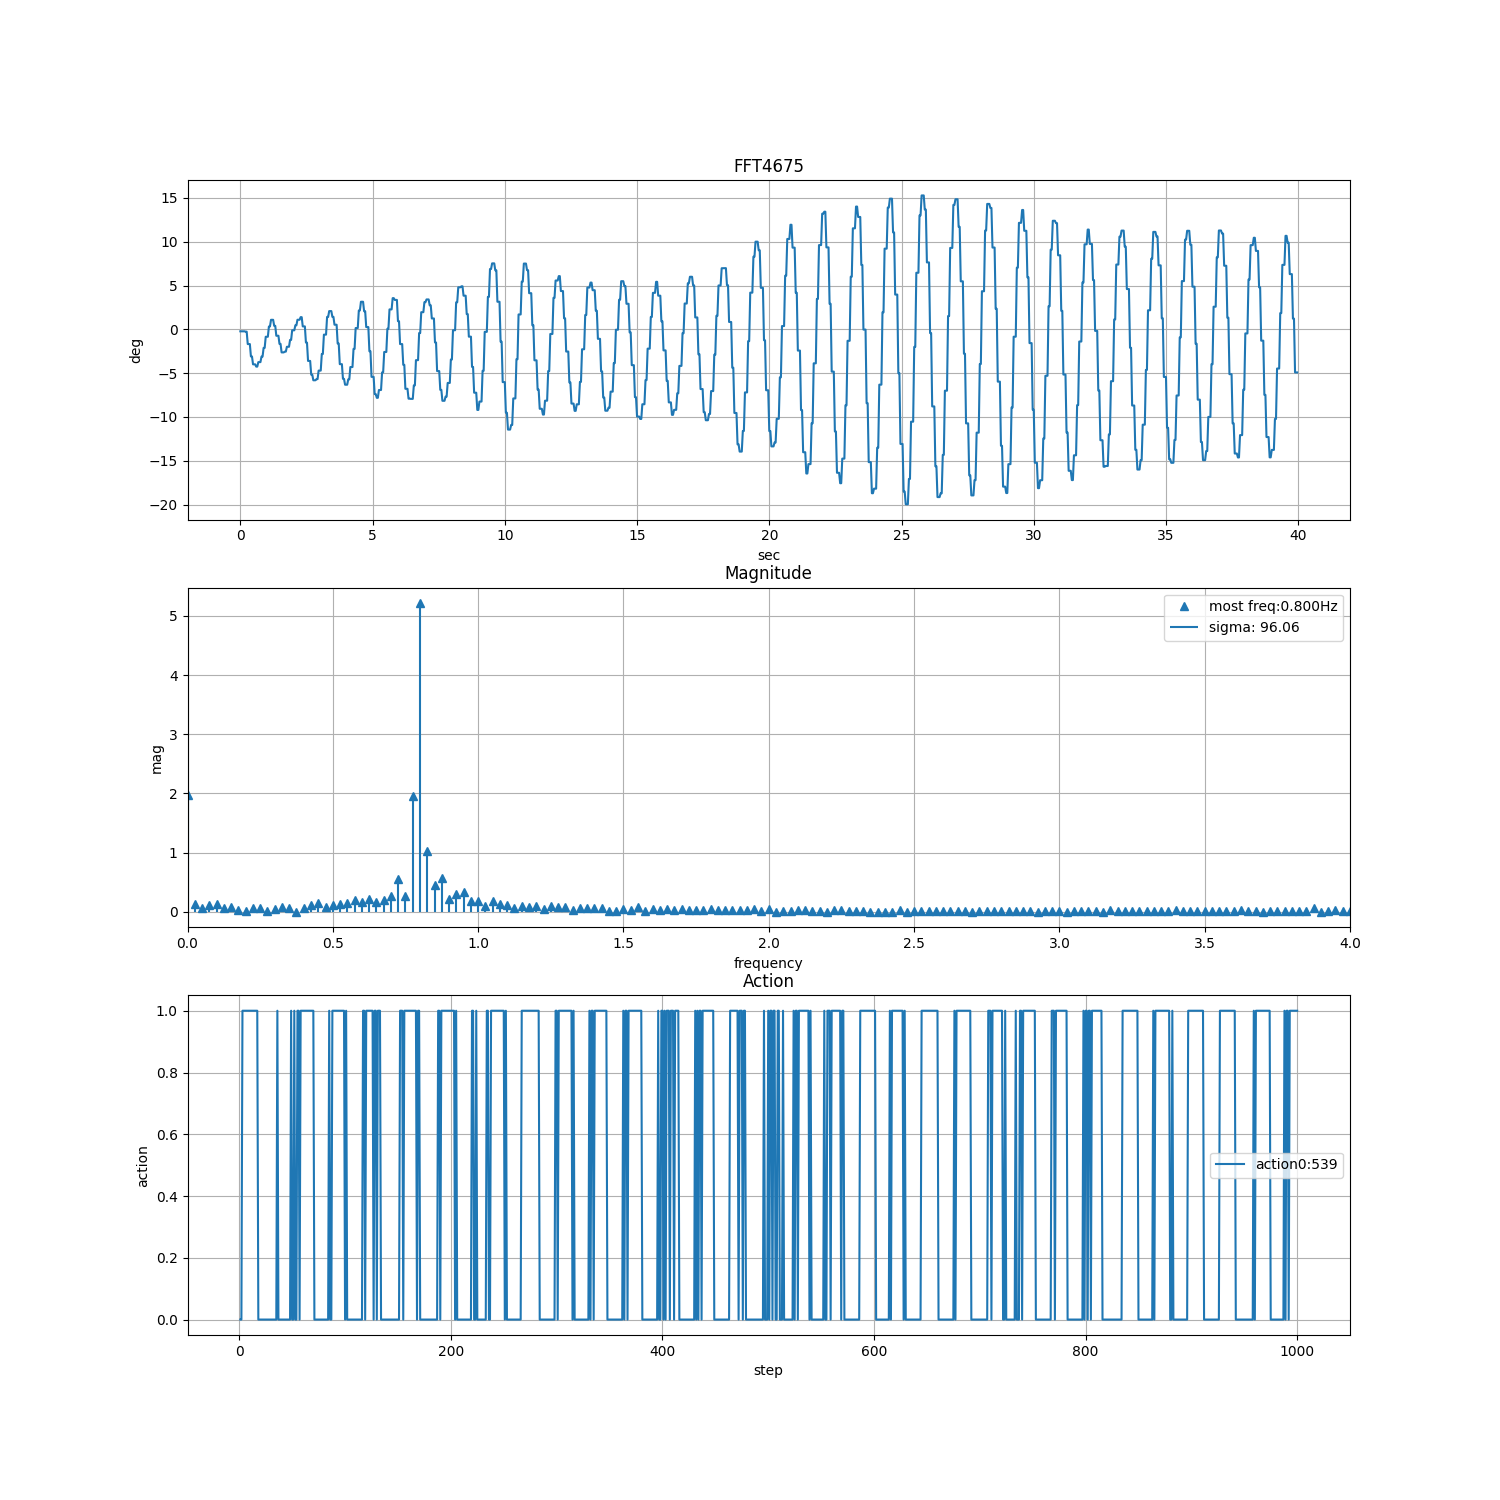 FFT4675
15
10
5
0
−5
−10
−15
−20
deg
0 5 10 15 20 25 30 35 40
sec
Magnitude
most freq:0.800Hz
sigma: 96.06
5
4
3
2
1
0
mag
0.0 0.5 1.0 1.5 2.0 2.5 3.0 3.5 4.0
frequency
Action
1.0
0.8
0.6
0.4
0.2
0.0
action
action0:539
0 200 400 600 800 1000
step